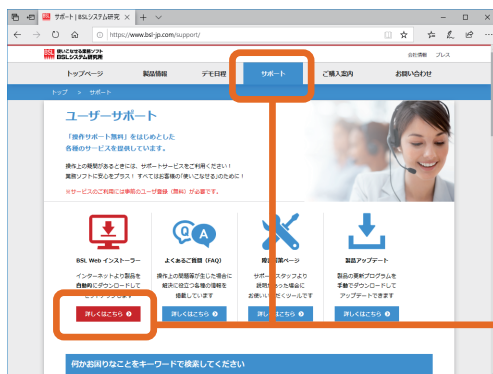 サポート | BSLシステム研究
https://www.bsl-jp.com/support/
使いこなせる業務ソフト
BSLシステム研究所
会社情報 プレス
トップページ 製品情報 デモ日程 サポート ご購入案内 お問い合わせ
トップ > サポート
ユーザーサポート
「操作サポート無料」をはじめとした
各種のサービスを提供しています。
操作上の疑問があるときには、サポートサービスをご利用ください！
業務ソフトに安心をプラス！すべてはお客様の「使いこなせる」のために！
※サービスのご利用には事前のユーザ登録（無料）が必要です。
Q A
BSL Web インストーラー
インターネットより製品を
自動的にダウンロードして
詳しくはこちら
よくあるご質問（FAQ）
操作上の問題等が生じた場合に
解決に役立つ各種の情報を
掲載しています
詳しくはこちら
サポートスタッフより
説明があった場合に
お使いいただくツールです
詳しくはこちら
製品アップデート
製品の更新プログラムを
手動でダウンロードして
アップデートできます
詳しくはこちら
何かお困りなことをキーワードで検索してください